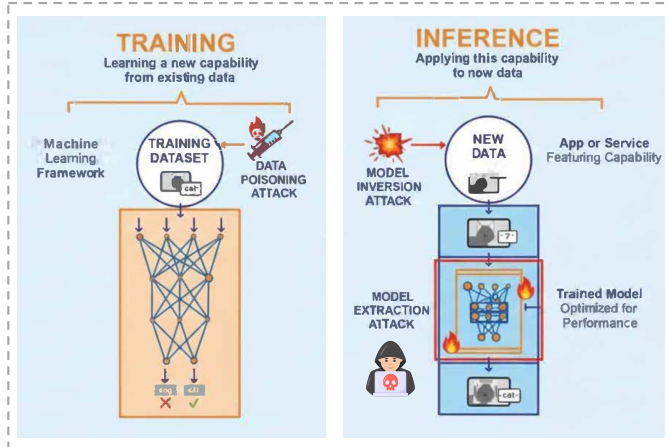 TRAINING
Learning a new capability
from existing data
Machine
Learning
Framework
TRAINING
DATASET
cat
DATA
POISONING
ATTACK
INFERENCE
Applying this capability
to now data
NEW
DATA
MODEL
INVERSION
ATTACK
App or Service
Featuring Capability
-?-
MODEL
EXTRACTION
ATTACK
Trained Model
Optimized for
Performance
-cat-